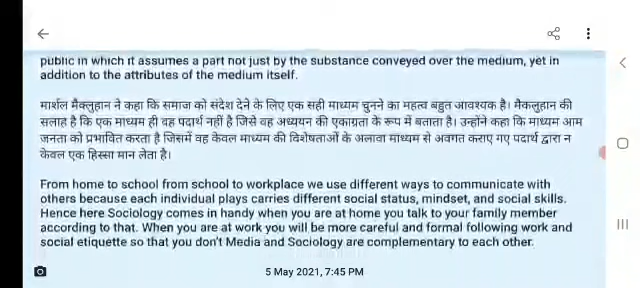 public in which it assumes a part not just by the substance conveyed over the medium, yet in
addition to the attributes of the medium itself.
मार्शल मैक्लुहान ने कहा कि समाज को संदेश देने के लिए एक सही माध्यम चुनने का महत्व बहुत आवश्यक है। मैकलुहान की
सलाह है कि एक माध्यम ही वह पदार्थ नहीं है जिसे वह अध्ययन की एकाग्रता के रूप में बताता है। उन्होंने कहा कि माध्यम आम
जनता को प्रभावित करता है जिसमें वह केवल माध्यम की विशेषताओं के अलावा माध्यम से अवगत कराए गए पदार्थ द्वारा न
केवल एक हिस्सा मान लेता है।
From home to school from school to workplace we use different ways to communicate with
others because each individual plays carries different social status, mindset, and social skills.
Hence here Sociology comes in handy when you are at home you talk to your family member
according to that. When you are at work you will be more careful and formal following work and
social etiquette so that you don't Media and Sociology are complementary to each other.
5 May 2021, 7:45 PM